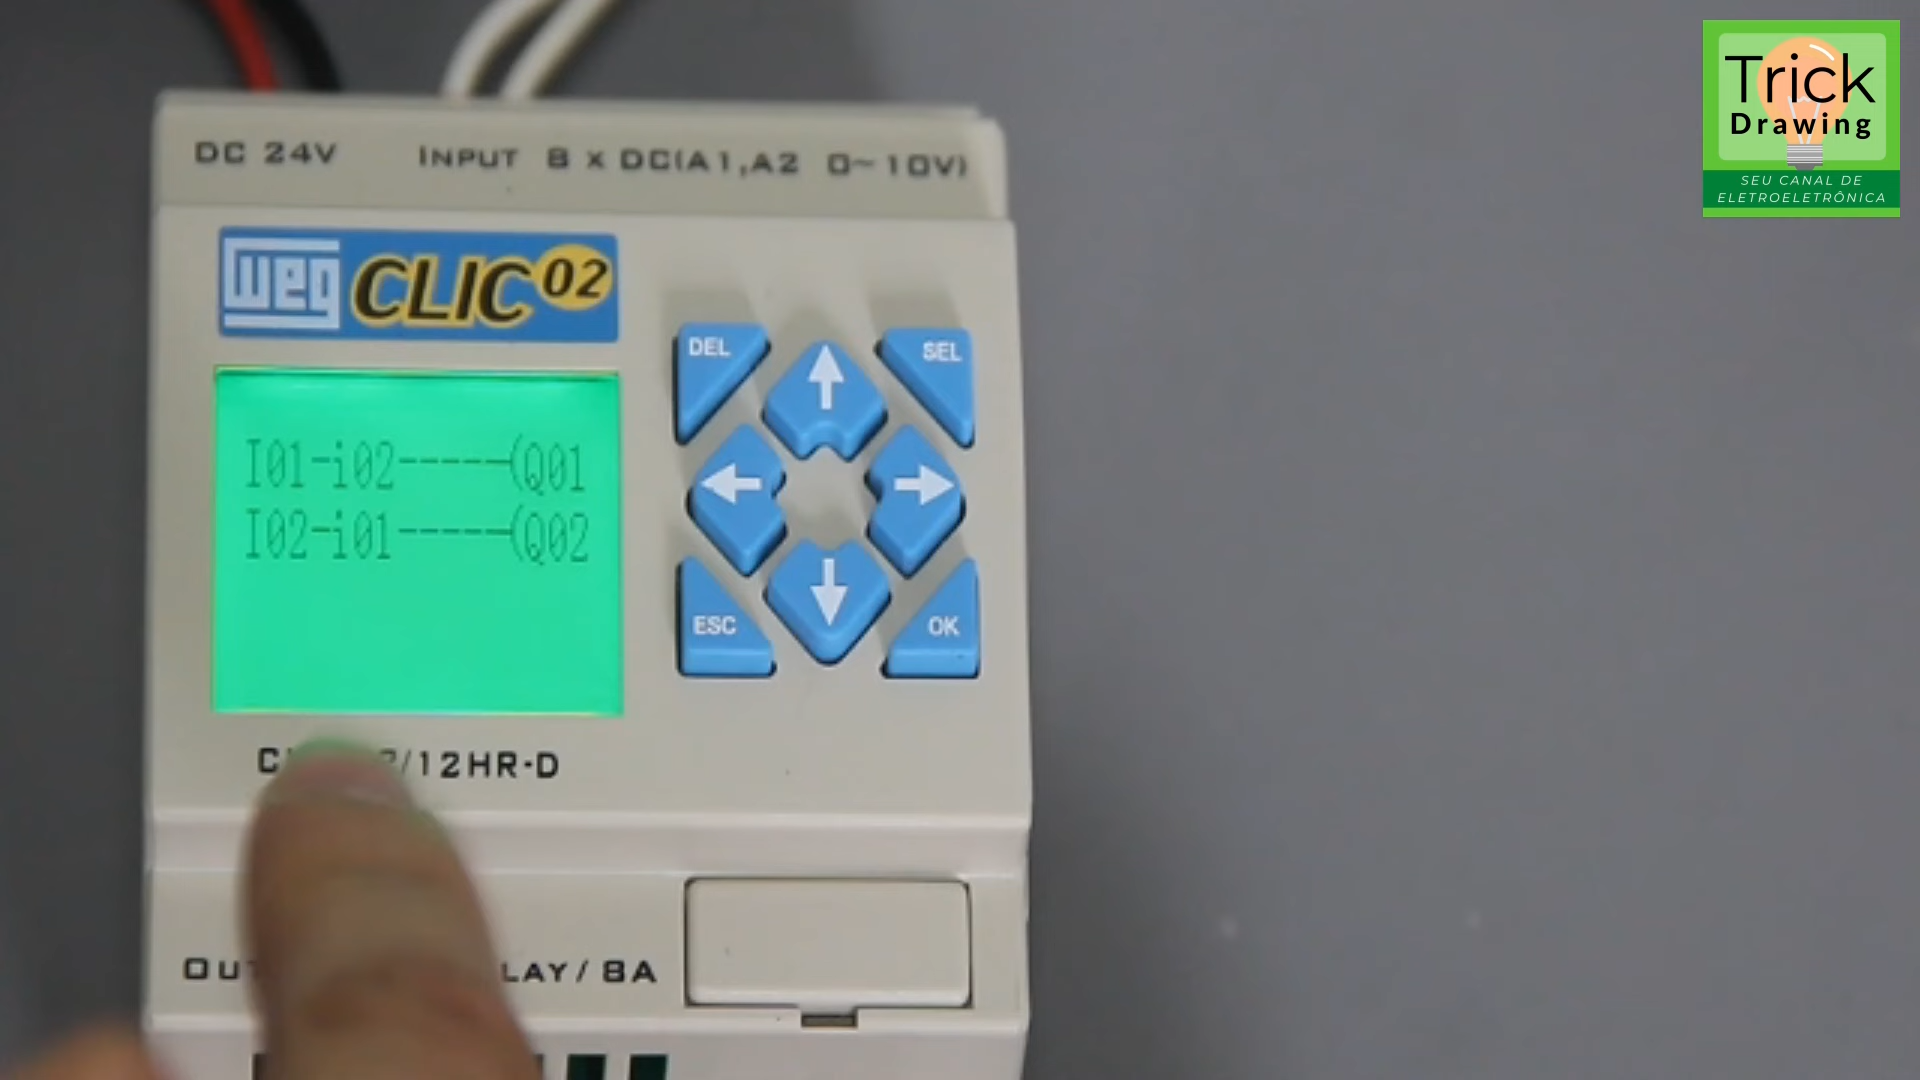 DC 24V INPUT 8 x DC(A1,A2 0~10V)
weg CLIC 02
DEL
SEL
I01-i02-----(Q01
I02-i01-----(Q02
ESC
OK
/12HR-D
/8A
Trick
Drawing
SEU CANAL DE
ELETROELETRÔNICA